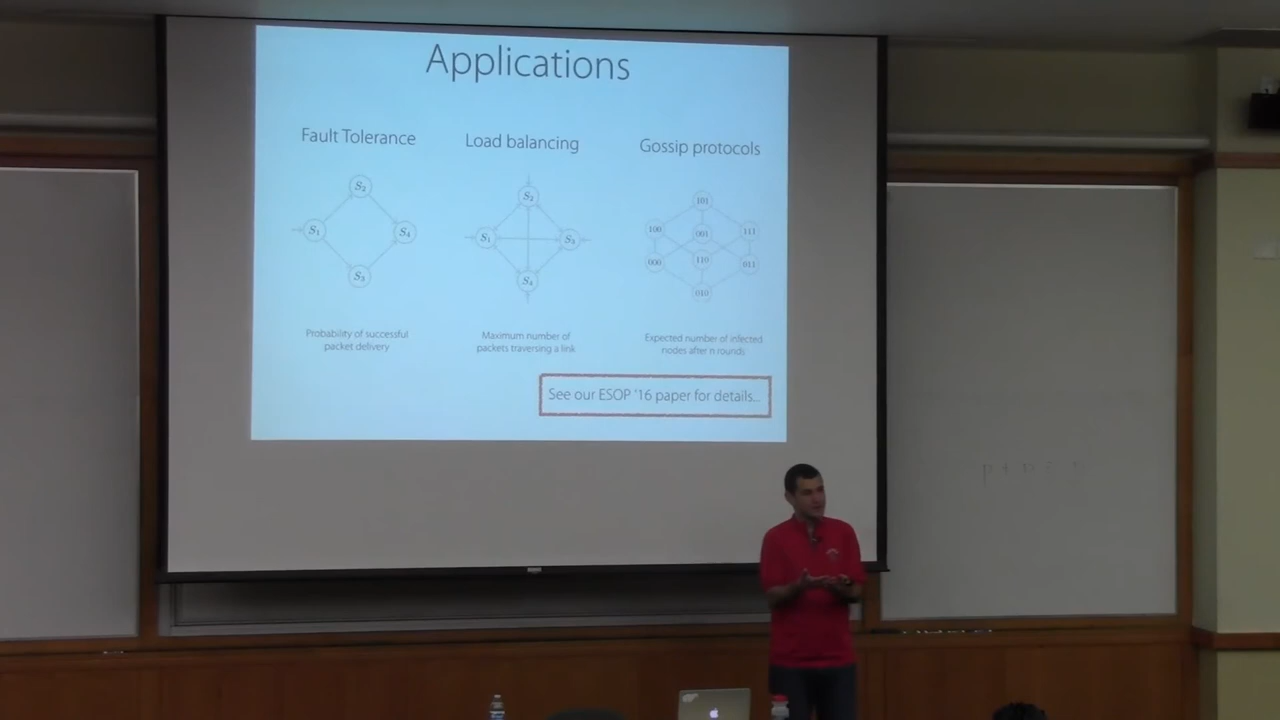 Applications
Fault Tolerance
Load balancing
Gossip protocols
S2
S1
S4
S3
S2
S1
S3
S4
101
100
001
111
000
110
011
010
Probability of successful
packet delivery
Maximum number of
packets traversing a link
Expected number of infected
nodes after n rounds
See our ESOP '16 paper for details..